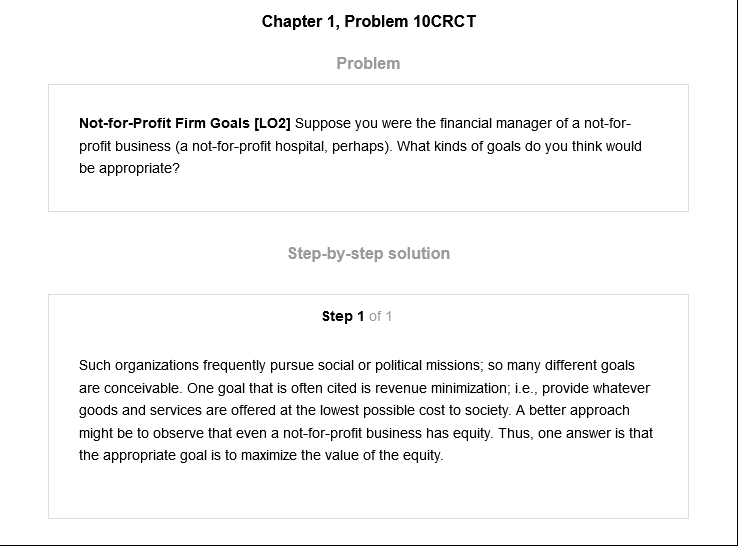 Chapter 1, Problem 10CRCT
Problem
Not-for-Profit Firm Goals [LO2] Suppose you were the financial manager of a not-for-
profit business (a not-for-profit hospital, perhaps). What kinds of goals do you think would
be appropriate?
Step-by-step solution
Step 1 of 1
Such organizations frequently pursue social or political missions; so many different goals
are conceivable. One goal that is often cited is revenue minimization; i.e., provide whatever
goods and services are offered at the lowest possible cost to society. A better approach
might be to observe that even a not-for-profit business has equity. Thus, one answer is that
the appropriate goal is to maximize the value of the equity.